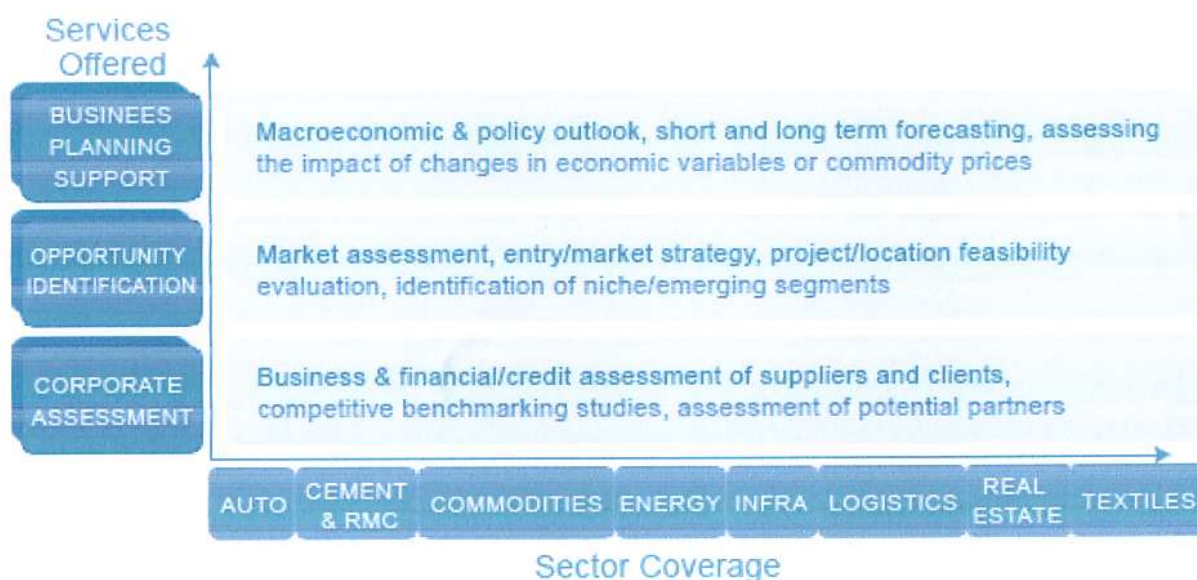 Services
Offered
BUSINEES
PLANNING
SUPPORT
Macroeconomic & policy outlook, short and long term forecasting, assessing
the impact of changes in economic variables or commodity prices
OPPORTUNITY
IDENTIFICATION
Market assessment, entry/market strategy, project/location feasibility
evaluation, identification of niche/emerging segments
CORPORATE
ASSESSMENT
Business & financial/credit assessment of suppliers and clients,
competitive benchmarking studies, assessment of potential partners
AUTO
CEMENT
& RMC
COMMODITIES
ENERGY
INFRA
LOGISTICS
REAL
ESTATE
TEXTILES
Sector Coverage